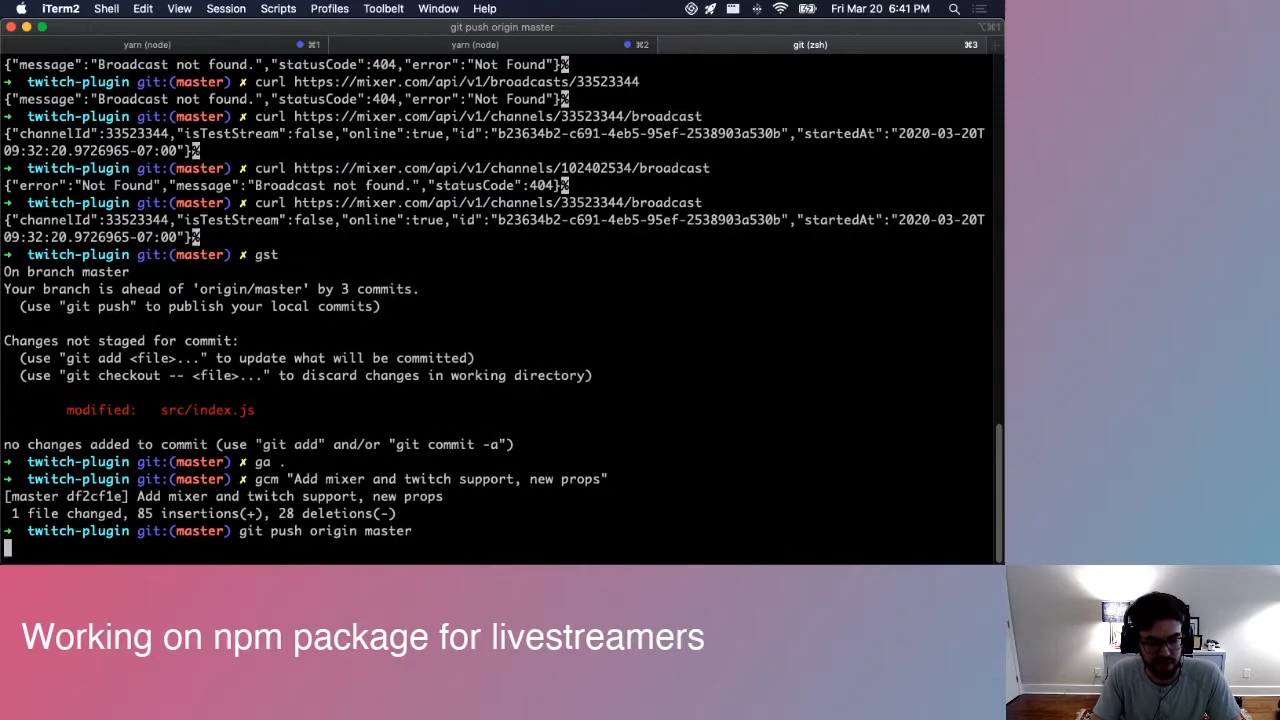 iTerm2 Shell Edit View Session Scripts Profiles Toolbelt Window Help Fri Mar 20 6:41 PM
git push origin master ⌥⌘1
yarn (node) ⌘1 yarn (node) ⌘2 git (zsh) ⌘3
{"message":"Broadcast not found.","statusCode":404,"error":"Not Found"}%
→ twitch-plugin git:(master) ✗ curl https://mixer.com/api/v1/broadcasts/33523344
{"message":"Broadcast not found.","statusCode":404,"error":"Not Found"}%
→ twitch-plugin git:(master) ✗ curl https://mixer.com/api/v1/channels/33523344/broadcast
{"channelId":33523344,"isTestStream":false,"online":true,"id":"b23634b2-c691-4eb5-95ef-2538903a530b","startedAt":"2020-03-20T
09:32:20.9726965-07:00"}%
→ twitch-plugin git:(master) ✗ curl https://mixer.com/api/v1/channels/102402534/broadcast
{"error":"Not Found","message":"Broadcast not found.","statusCode":404}%
→ twitch-plugin git:(master) ✗ curl https://mixer.com/api/v1/channels/33523344/broadcast
{"channelId":33523344,"isTestStream":false,"online":true,"id":"b23634b2-c691-4eb5-95ef-2538903a530b","startedAt":"2020-03-20T
09:32:20.9726965-07:00"}%
→ twitch-plugin git:(master) ✗ gst
On branch master
Your branch is ahead of 'origin/master' by 3 commits.
(use "git push" to publish your local commits)
Changes not staged for commit:
(use "git add <file>..." to update what will be committed)
(use "git checkout -- <file>..." to discard changes in working directory)
modified: src/index.js
no changes added to commit (use "git add" and/or "git commit -a")
→ twitch-plugin git:(master) ✗ ga .
→ twitch-plugin git:(master) ✗ gcm "Add mixer and twitch support, new props"
[master df2cf1e] Add mixer and twitch support, new props
1 file changed, 85 insertions(+), 28 deletions(-)
→ twitch-plugin git:(master) git push origin master
Working on npm package for livestreamers